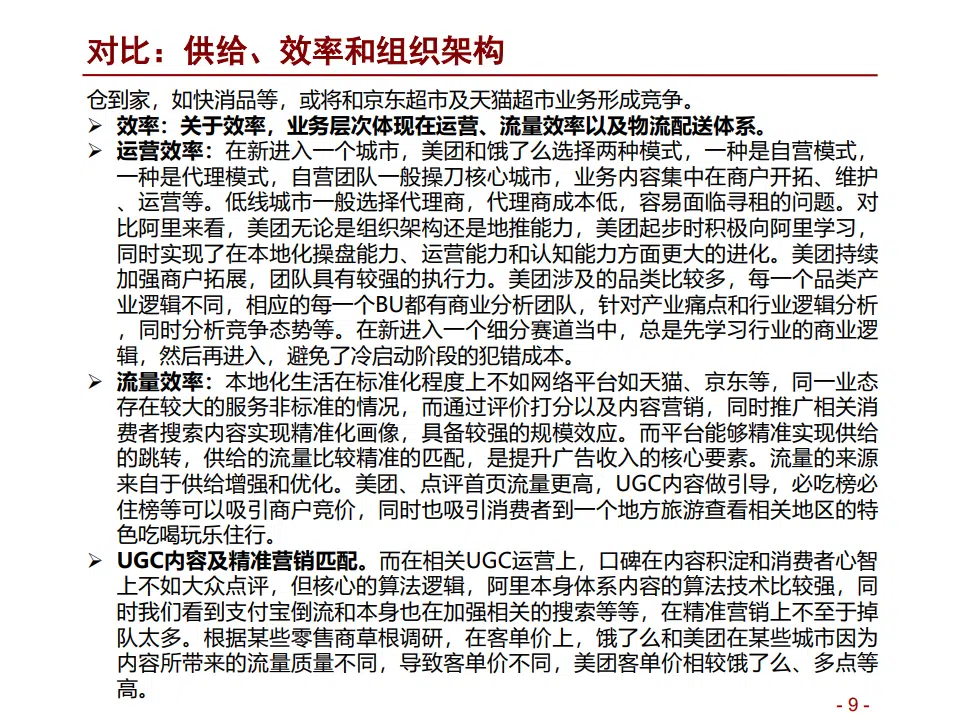 对比：供给、效率和组织架构
仓到家，如快消品等，或将和京东超市及天猫超市业务形成竞争。
➢ 效率：关于效率，业务层次体现在运营、流量效率以及物流配送体系。
➢ 运营效率：在新进入一个城市，美团和饿了么选择两种模式，一种是自营模式，
一种是代理模式，自营团队一般操刀核心城市，业务内容集中在商户开拓、维护
、运营等。低线城市一般选择代理商，代理商成本低，容易面临寻租的问题。对
比阿里来看，美团无论是组织架构还是地推能力，美团起步时积极向阿里学习，
同时实现了在本地化操盘能力、运营能力和认知能力方面更大的进化。美团持续
加强商户拓展，团队具有较强的执行力。美团涉及的品类比较多，每一个品类产
业逻辑不同，相应的每一个BU都有商业分析团队，针对产业痛点和行业逻辑分析
，同时分析竞争态势等。在新进入一个细分赛道当中，总是先学习行业的商业逻
辑，然后再进入，避免了冷启动阶段的犯错成本。
➢ 流量效率：本地化生活在标准化程度上不如网络平台如天猫、京东等，同一业态
存在较大的服务非标准的情况，而通过评价打分以及内容营销，同时推广相关消
费者搜索内容实现精准化画像，具备较强的规模效应。而平台能够精准实现供给
的跳转，供给的流量比较精准的匹配，是提升广告收入的核心要素。流量的来源
来自于供给增强和优化。美团、点评首页流量更高，UGC内容做引导，必吃榜必
住榜等可以吸引商户竞价，同时也吸引消费者到一个地方旅游查看相关地区的特
色吃喝玩乐住行。
➢ UGC内容及精准营销匹配。而在相关UGC运营上，口碑在内容积淀和消费者心智
上不如大众点评，但核心的算法逻辑，阿里本身体系内容的算法技术比较强，同
时我们看到支付宝倒流和本身也在加强相关的搜索等等，在精准营销上不至于掉
队太多。根据某些零售商草根调研，在客单价上，饿了么和美团在某些城市因为
内容所带来的流量质量不同，导致客单价不同，美团客单价相较饿了么、多点等
高。
- 9 -